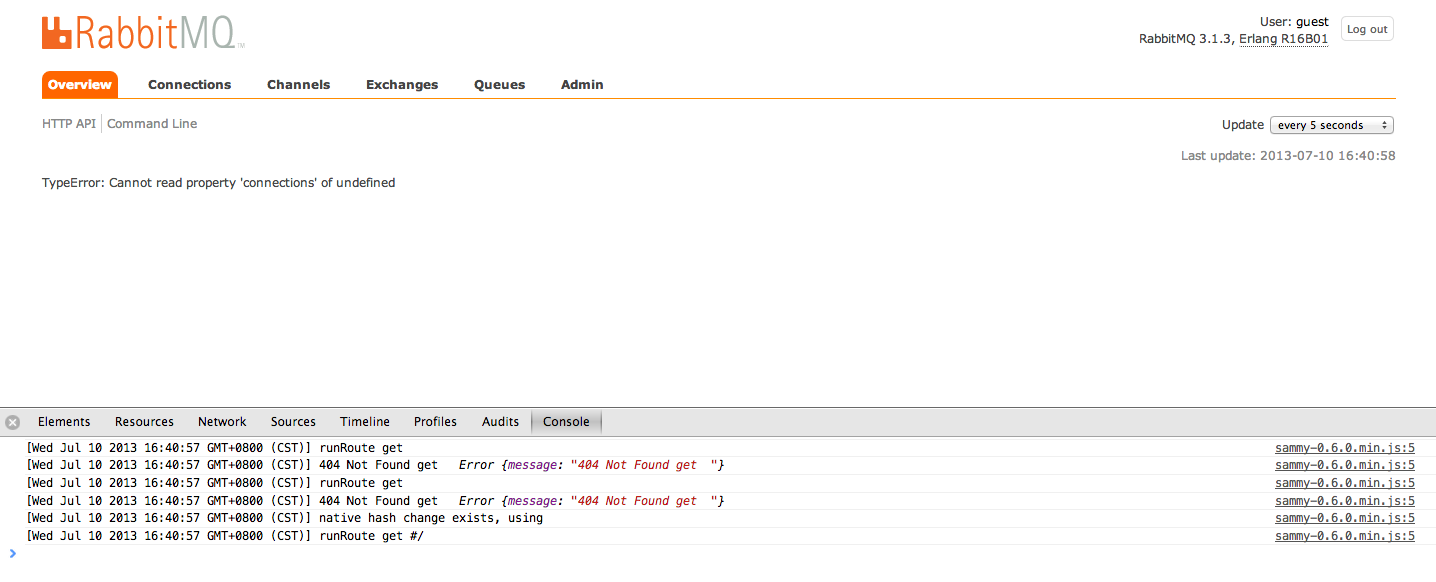 RabbitMQ™
User: guest
RabbitMQ 3.1.3, Erlang R16B01
Log out
Overview Connections Channels Exchanges Queues Admin
HTTP API Command Line
Update every 5 seconds
Last update: 2013-07-10 16:40:58
TypeError: Cannot read property 'connections' of undefined
Elements Resources Network Sources Timeline Profiles Audits Console
[Wed Jul 10 2013 16:40:57 GMT+0800 (CST)] runRoute get sammy-0.6.0.min.js:5
[Wed Jul 10 2013 16:40:57 GMT+0800 (CST)] 404 Not Found get Error {message: "404 Not Found get "} sammy-0.6.0.min.js:5
[Wed Jul 10 2013 16:40:57 GMT+0800 (CST)] runRoute get sammy-0.6.0.min.js:5
[Wed Jul 10 2013 16:40:57 GMT+0800 (CST)] 404 Not Found get Error {message: "404 Not Found get "} sammy-0.6.0.min.js:5
[Wed Jul 10 2013 16:40:57 GMT+0800 (CST)] native hash change exists, using sammy-0.6.0.min.js:5
[Wed Jul 10 2013 16:40:57 GMT+0800 (CST)] runRoute get #/ sammy-0.6.0.min.js:5